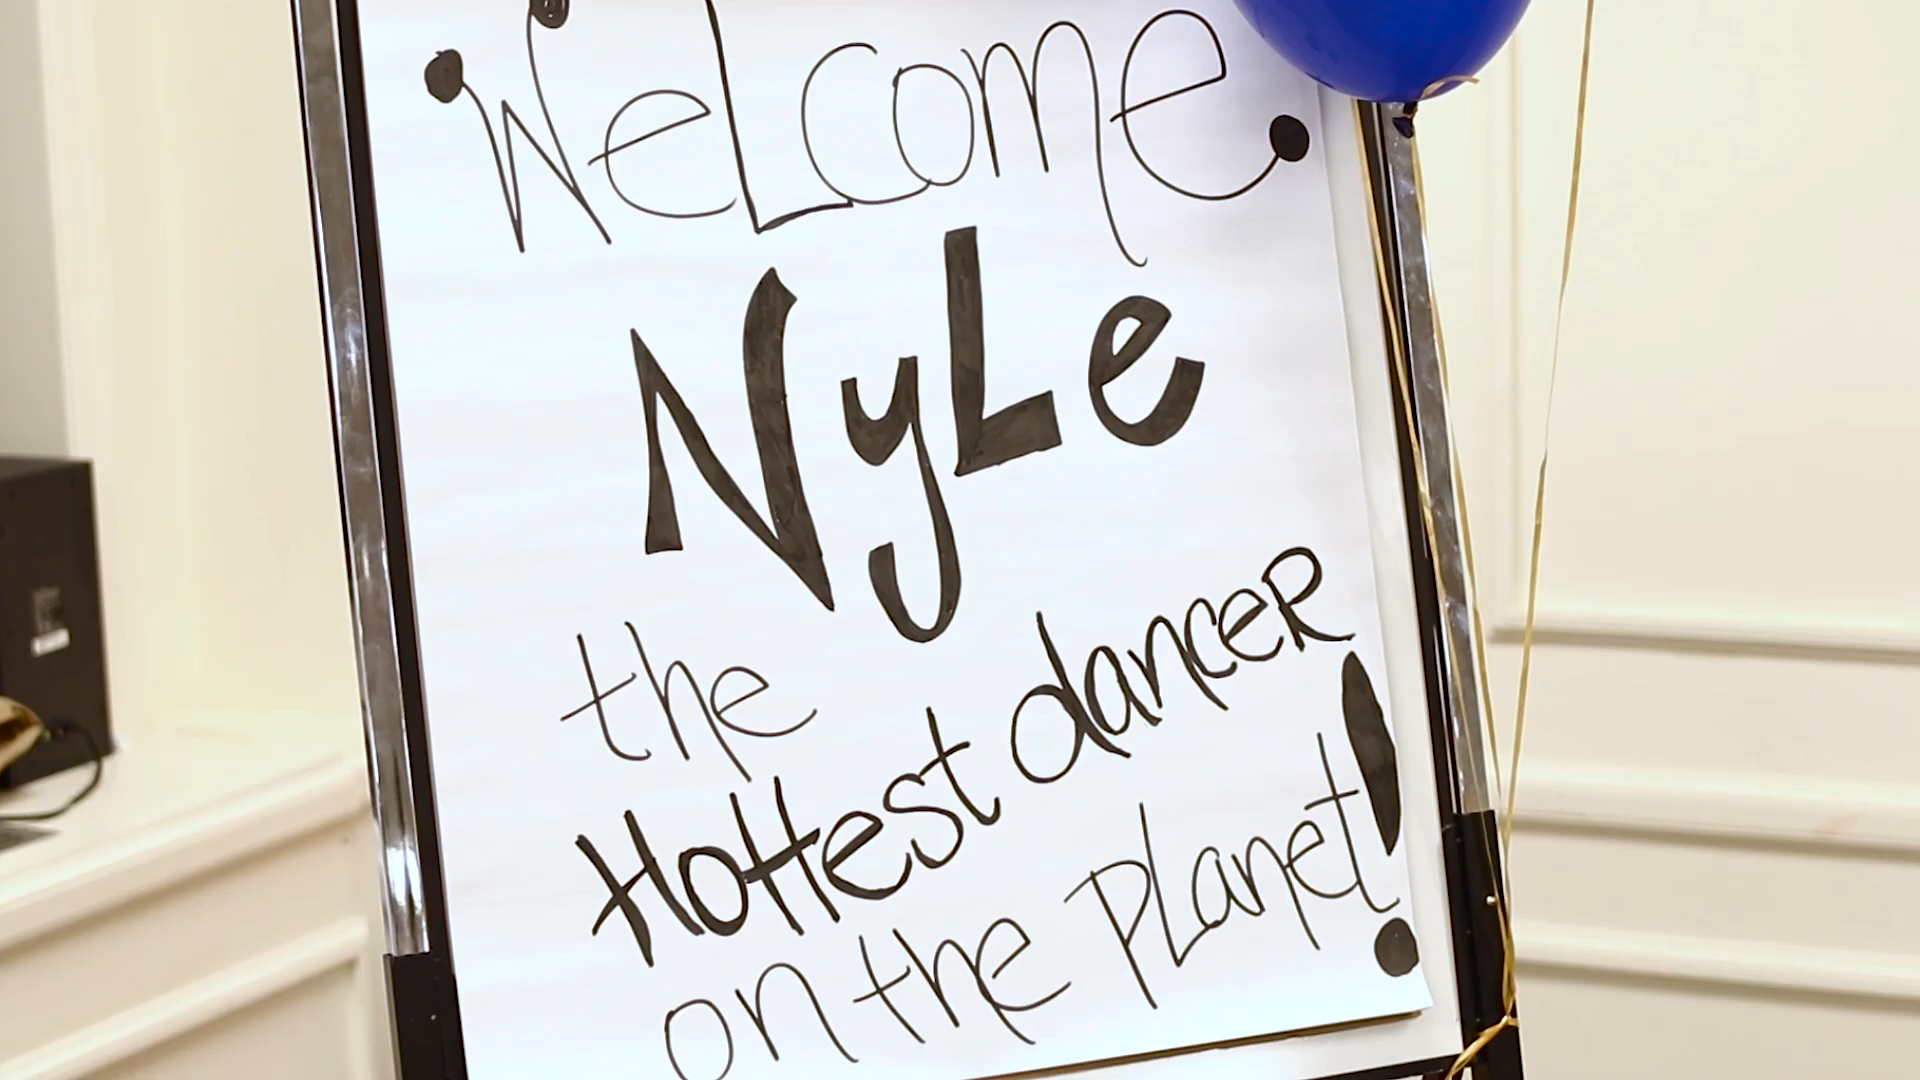 WeLcome
NyLe
the
Hottest danceR
on the PLanet!